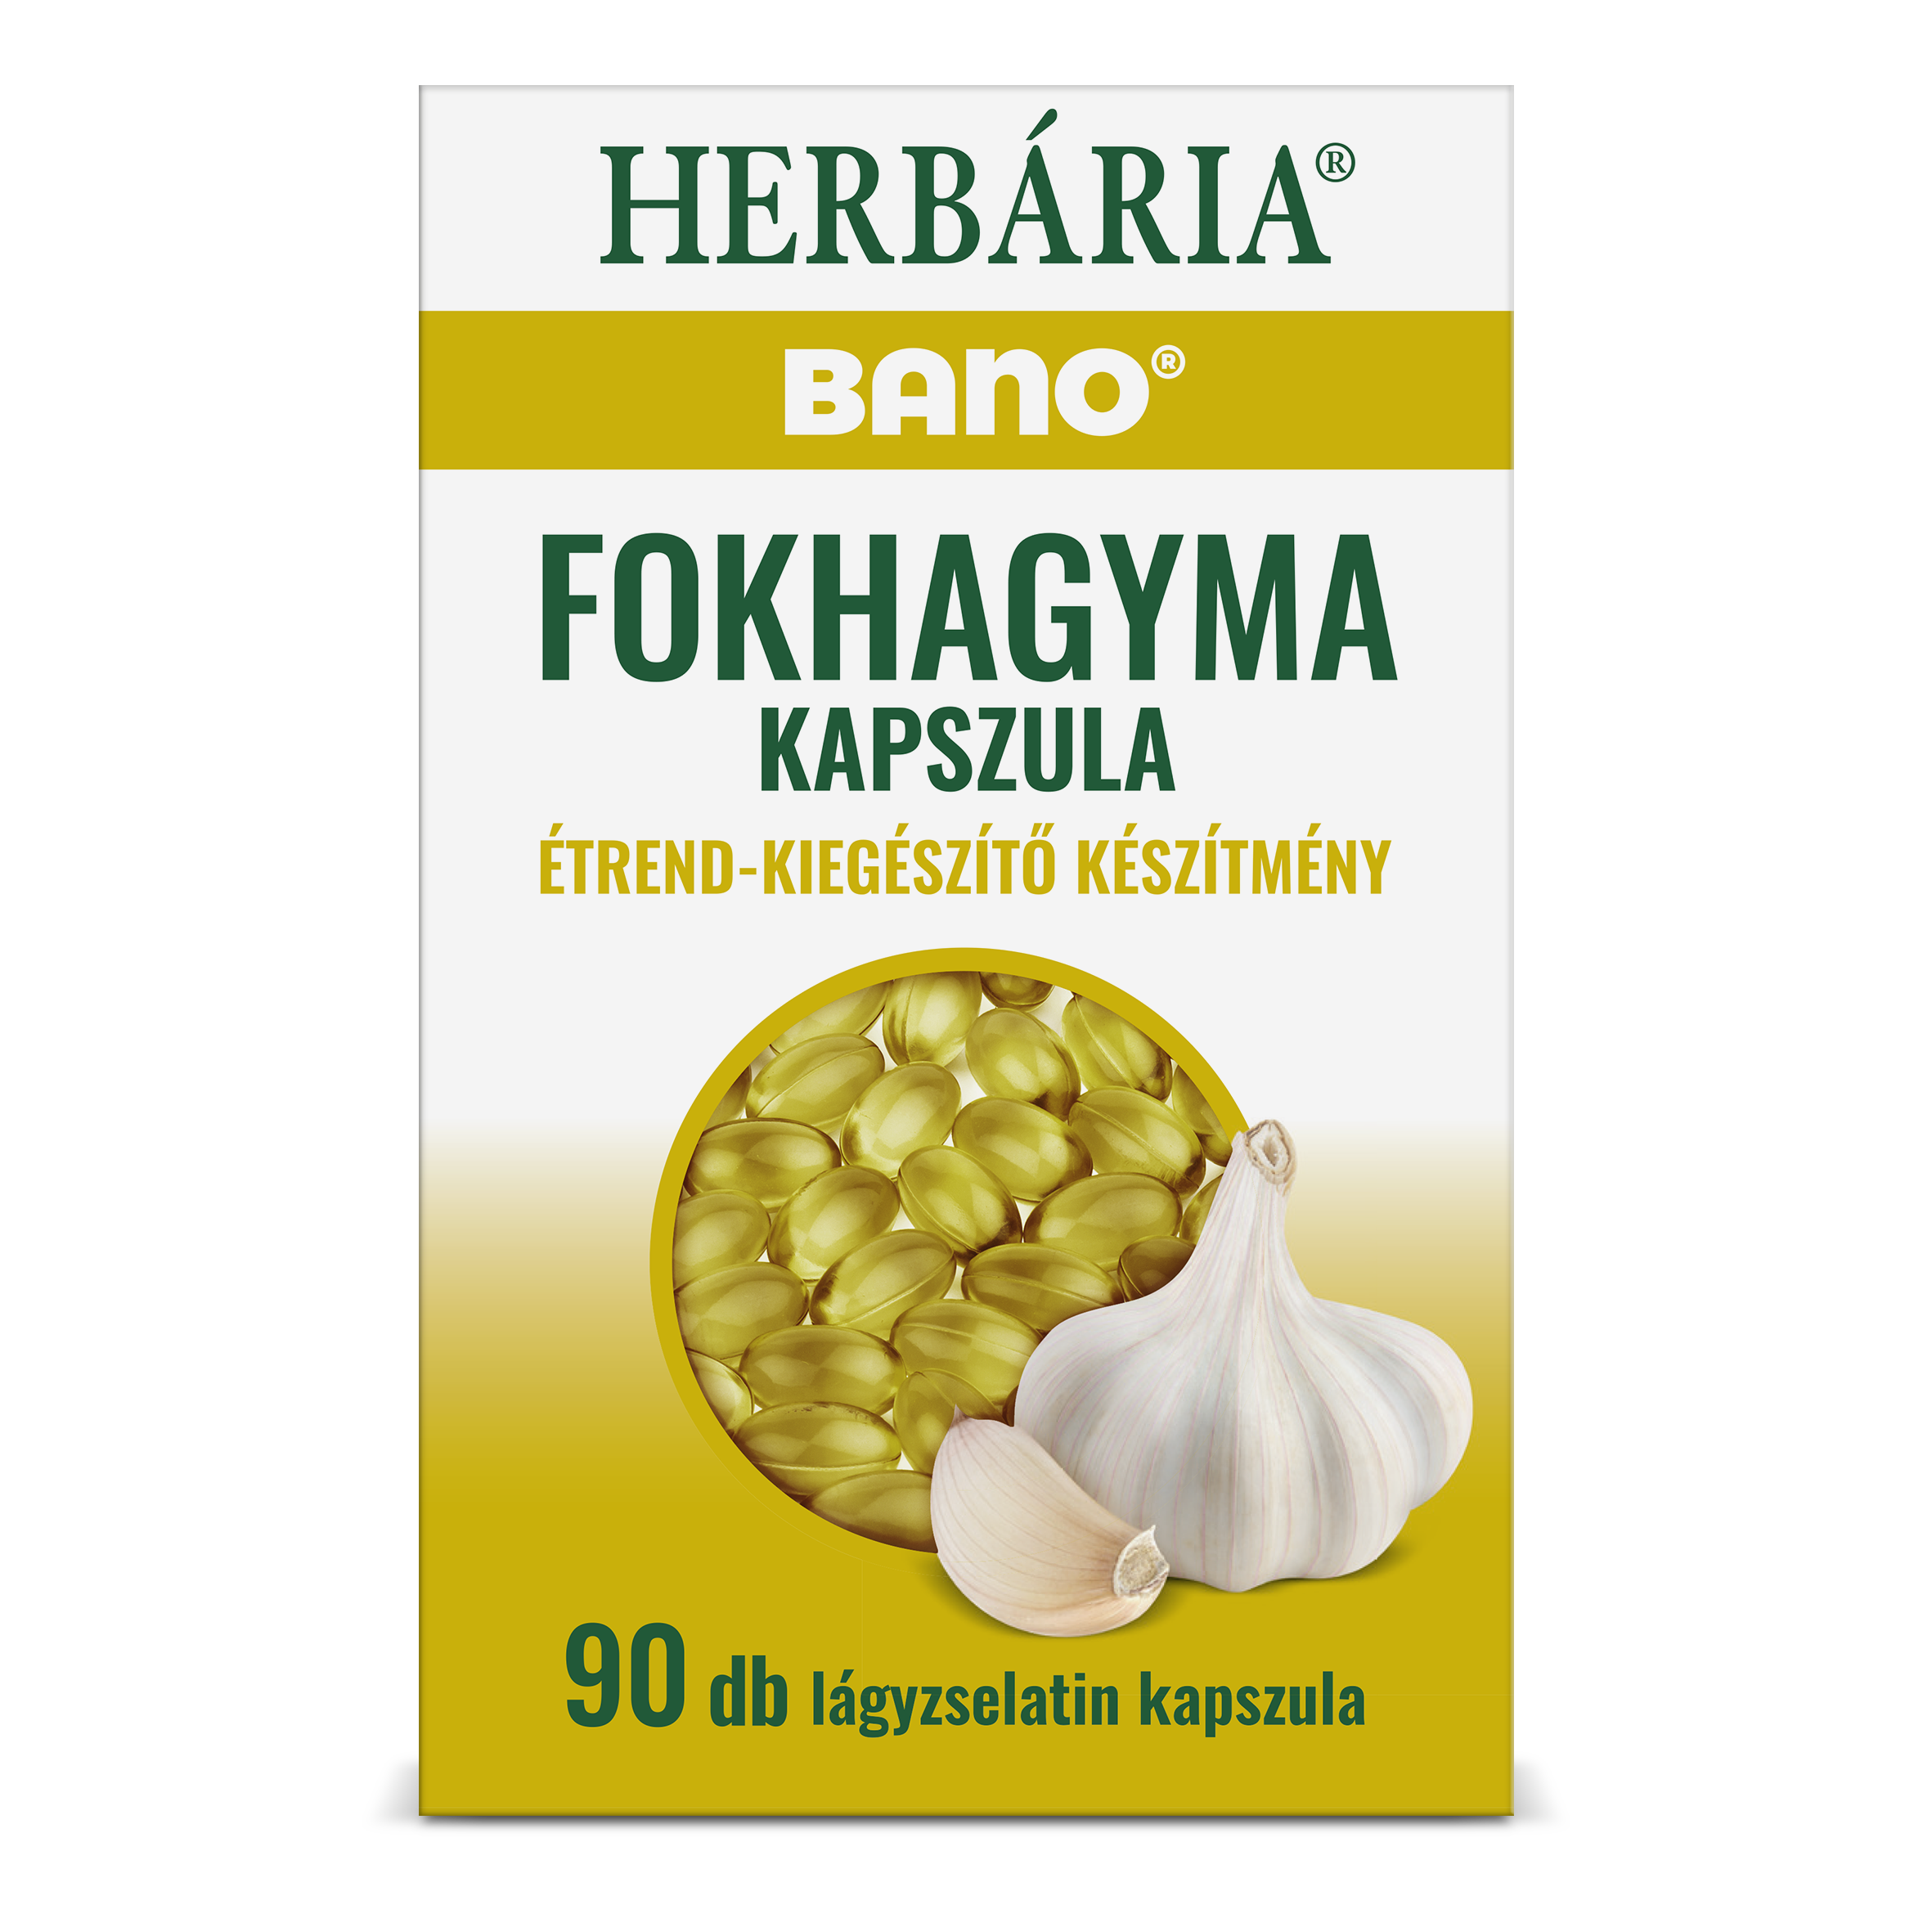 HERBÁRIA®
BANO®
FOKHAGYMA
KAPSZULA
ÉTREND-KIEGÉSZÍTŐ KÉSZÍTMÉNY
90 db lágyzselatin kapszula